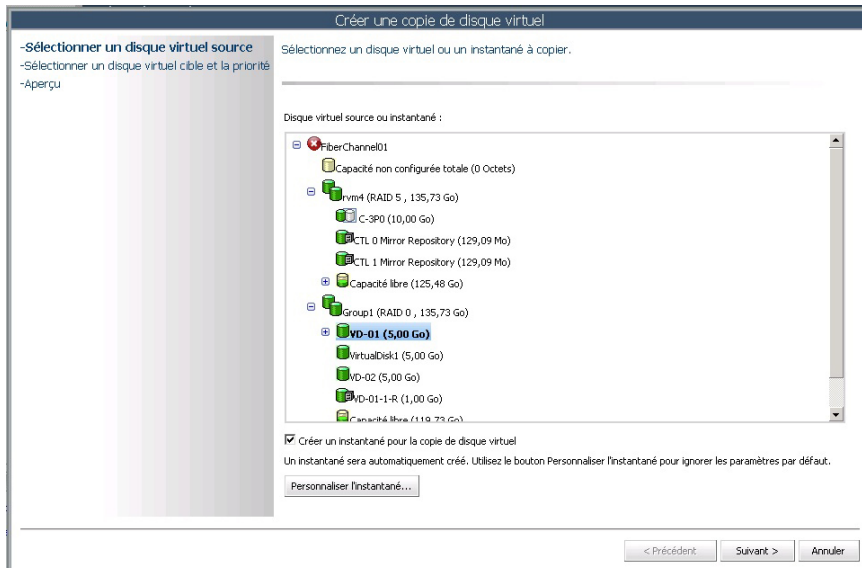 Créer une copie de disque virtuel
-Sélectionner un disque virtuel source
-Sélectionner un disque virtuel cible et la priorité
-Aperçu
Sélectionnez un disque virtuel ou un instantané à copier.
Disque virtuel source ou instantané :
FiberChannel01
Capacité non configurée totale (0 Octets)
rvm4 (RAID 5 , 135,73 Go)
C-3P0 (10,00 Go)
CTL 0 Mirror Repository (129,09 Mo)
CTL 1 Mirror Repository (129,09 Mo)
Capacité libre (125,48 Go)
Group1 (RAID 0 , 135,73 Go)
VD-01 (5,00 Go)
VirtualDisk1 (5,00 Go)
VD-02 (5,00 Go)
VD-01-1-R (1,00 Go)
Capacité libre (119,73 Go)
Créer un instantané pour la copie de disque virtuel
Un instantané sera automatiquement créé. Utilisez le bouton Personnaliser l'instantané pour ignorer les paramètres par défaut.
Personnaliser l'instantané...
< Précédent
Suivant >
Annuler